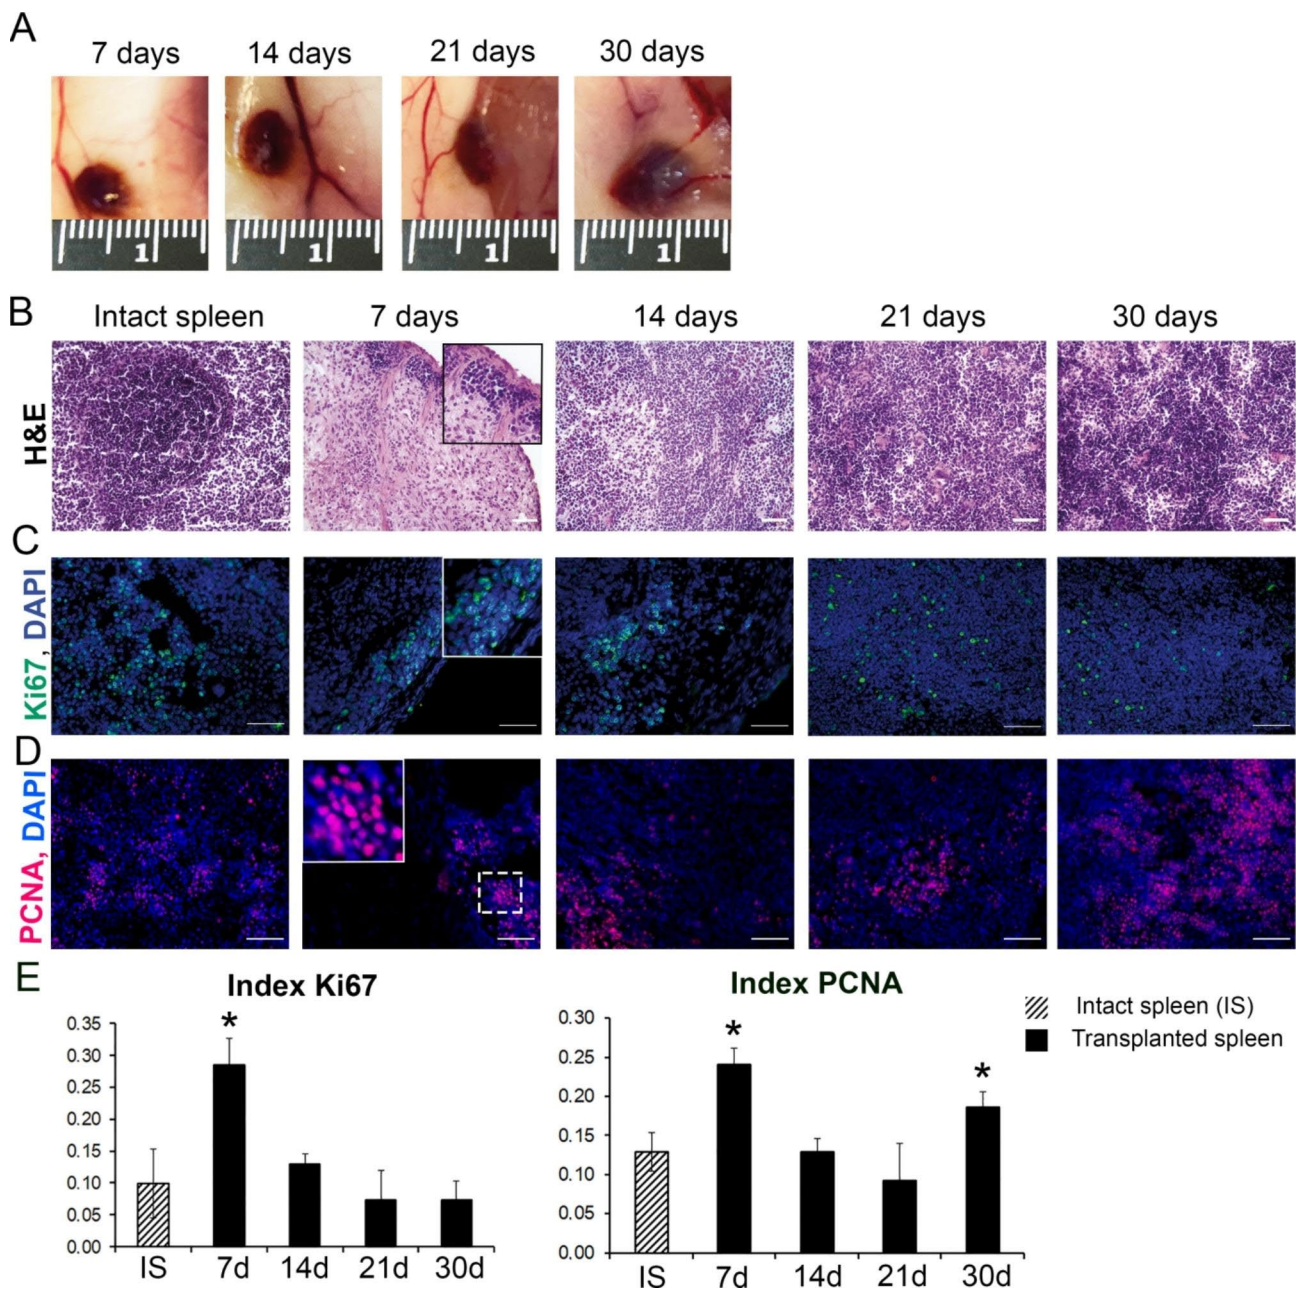 A
7 days 14 days 21 days 30 days
1 1 1 1
B Intact spleen 7 days 14 days 21 days 30 days
H&E
C
Ki67, DAPI
D
PCNA, DAPI
E
Index Ki67
0.35
0.30
0.25
0.20
0.15
0.10
0.05
0.00
*
IS 7d 14d 21d 30d
Index PCNA
0.30
0.25
0.20
0.15
0.10
0.05
0.00
* *
IS 7d 14d 21d 30d
Intact spleen (IS)
Transplanted spleen